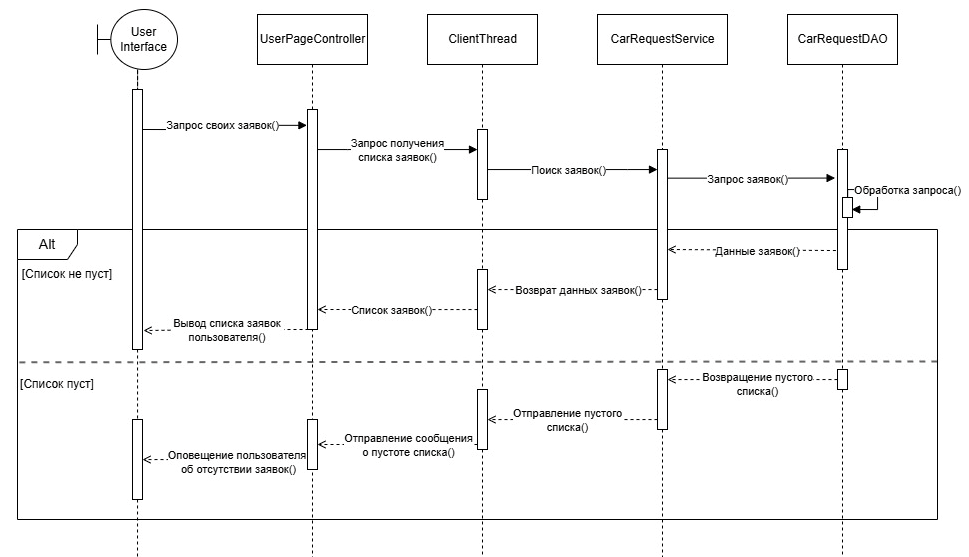 User
Interface
UserPageController
ClientThread
CarRequestService
CarRequestDAO
Запрос своих заявок()
Запрос получения
списка заявок()
Поиск заявок()
Запрос заявок()
Обработка запроса()
Alt
[Список не пуст]
Данные заявок()
Возврат данных заявок()
Список заявок()
Вывод списка заявок
пользователя()
[Список пуст]
Возвращение пустого
списка()
Отправление пустого
списка()
Отправление сообщения
о пустоте списка()
Оповещение пользователя
об отсутствии заявок()